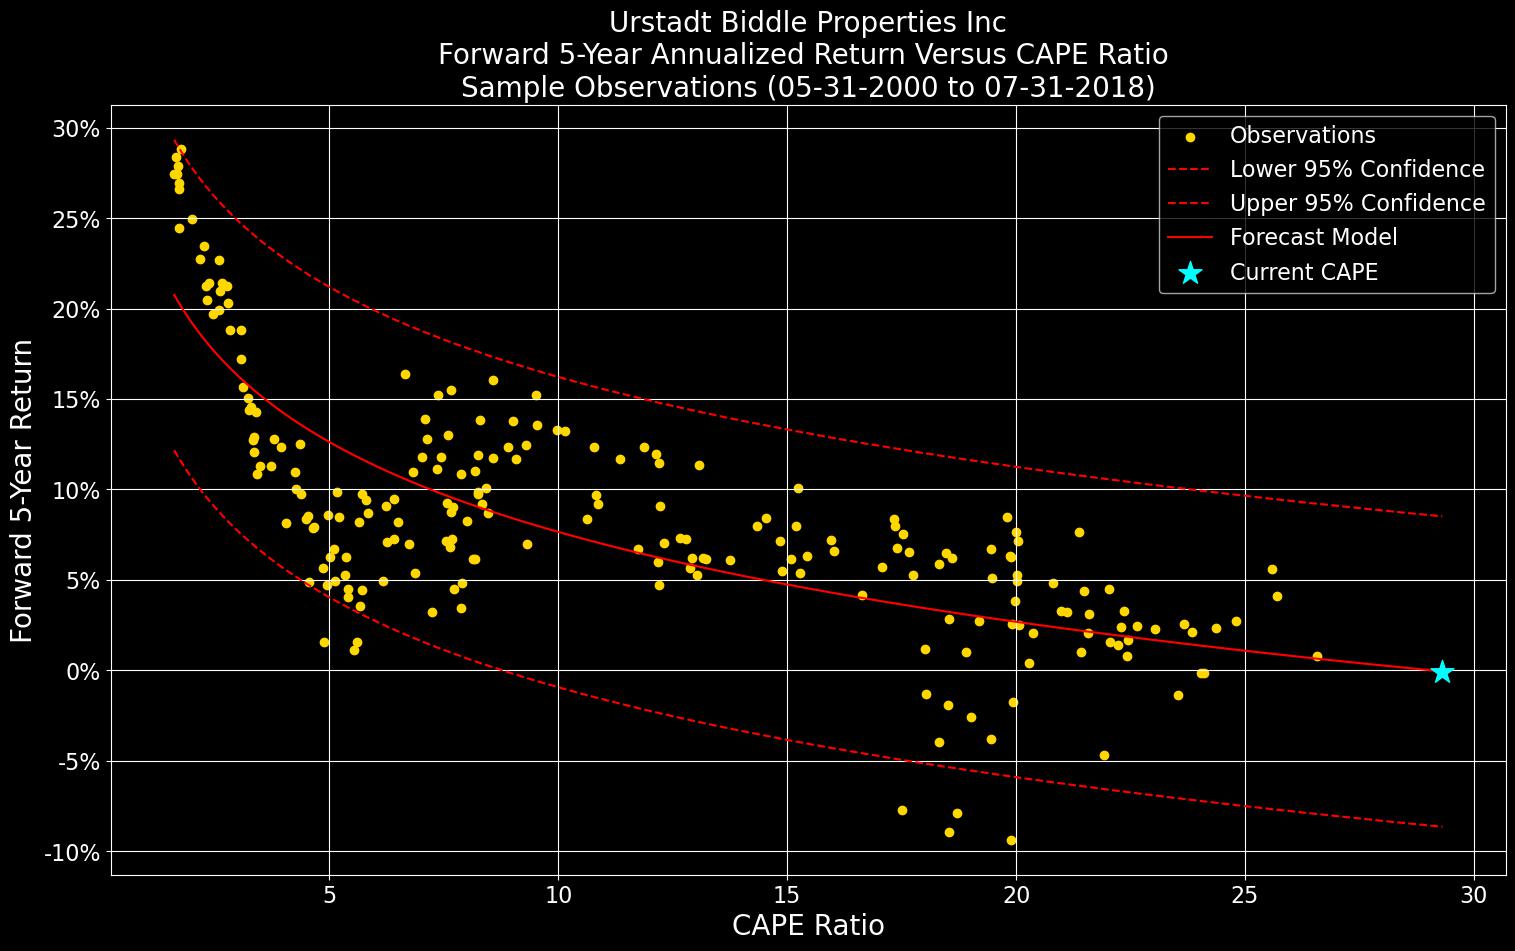 Urstadt Biddle Properties Inc
Forward 5-Year Annualized Return Versus CAPE Ratio
Sample Observations (05-31-2000 to 07-31-2018)
Observations
Lower 95% Confidence
Upper 95% Confidence
Forecast Model
Current CAPE
Forward 5-Year Return
30%
25%
20%
15%
10%
5%
0%
-5%
-10%
5 10 15 20 25 30
CAPE Ratio